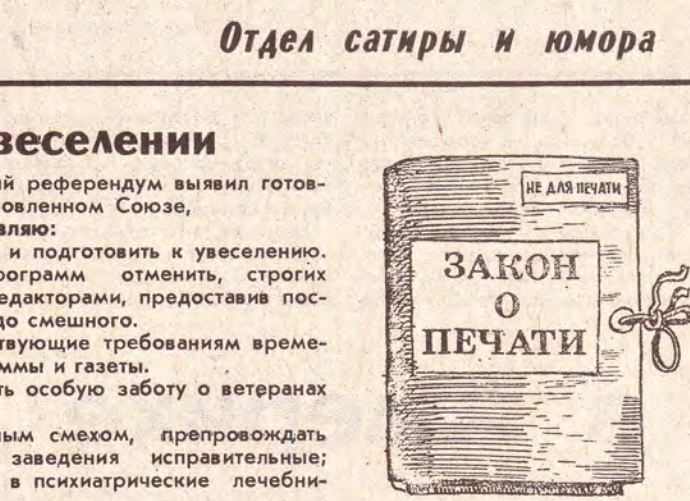 Отдел сатиры и юмора
веселении
й референдум выявил готов-
овленном Союзе,
вляю:
и подготовить к увеселению.
рограмм отменить, строгих
едакторами, предоставив пос-
до смешного.
твующие требованиям време-
ммы и газеты.
ть особую заботу о ветеранах
ным смехом, препровождать
заведения исправительные;
в психиатрические лечебни-
НЕ ДЛЯ ПЕЧАТИ
ЗАКОН
О
ПЕЧАТИ